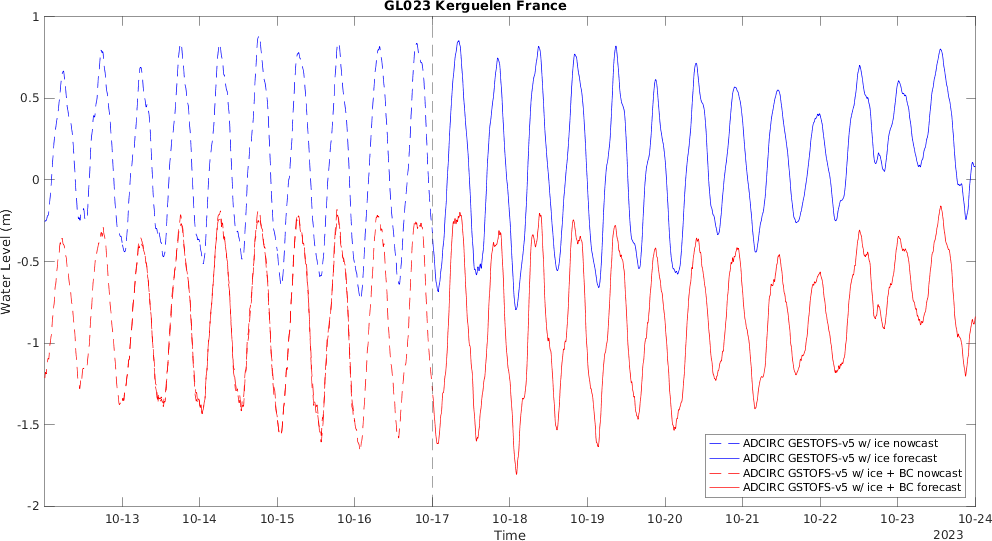 GL023 Kerguelen France
Water Level (m)
1
0.5
0
-0.5
-1
-1.5
-2
ADCIRC GESTOFS-v5 w/ ice nowcast
ADCIRC GESTOFS-v5 w/ ice forecast
ADCIRC GSTOFS-v5 w/ ice + BC nowcast
ADCIRC GSTOFS-v5 w/ ice + BC forecast
10-13 10-14 10-15 10-16 10-17 10-18 10-19 10-20 10-21 10-22 10-23 10-24
Time
2023